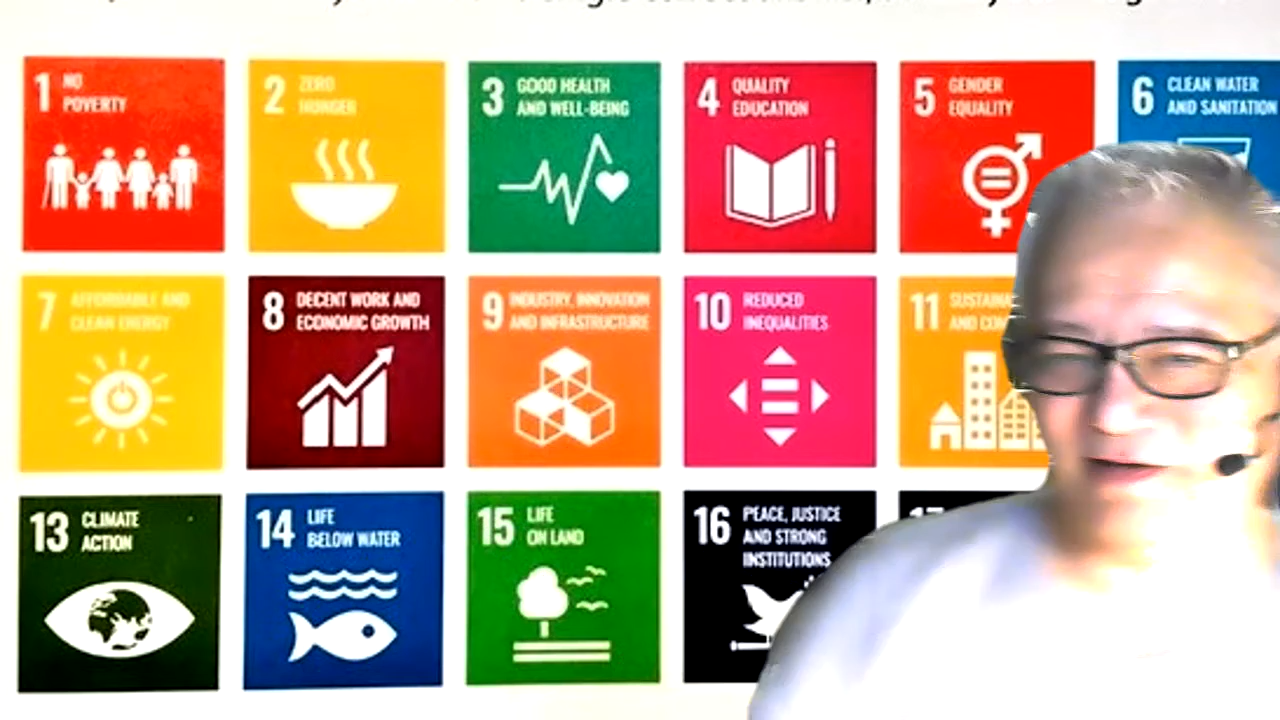 1 NO
POVERTY
2 ZERO
HUNGER
3 GOOD HEALTH
AND WELL-BEING
4 QUALITY
EDUCATION
5 GENDER
EQUALITY
6 CLEAN WATER
AND SANITATION
7 AFFORDABLE AND
CLEAN ENERGY
8 DECENT WORK AND
ECONOMIC GROWTH
9 INDUSTRY, INNOVATION
AND INFRASTRUCTURE
10 REDUCED
INEQUALITIES
11
AND
13 CLIMATE
ACTION
14 LIFE
BELOW WATER
15 LIFE
ON LAND
16 PEACE, JUSTICE
AND STRONG
INSTITUTIONS
17